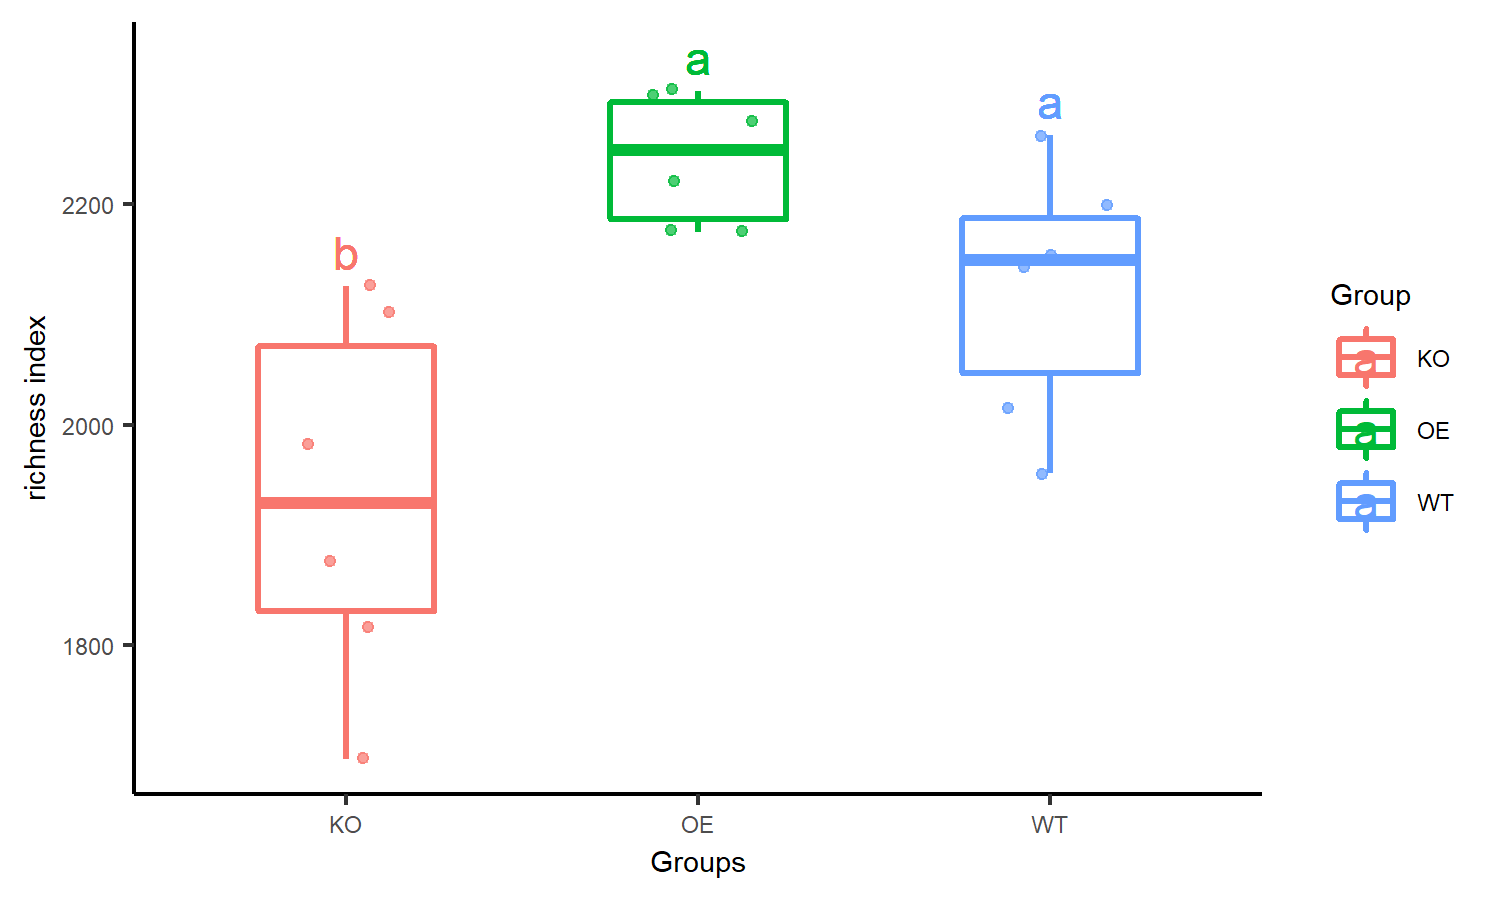 a
a
b
2200
2000
1800
richness index
KO
OE
WT
Groups
Group
a KO
a OE
a WT